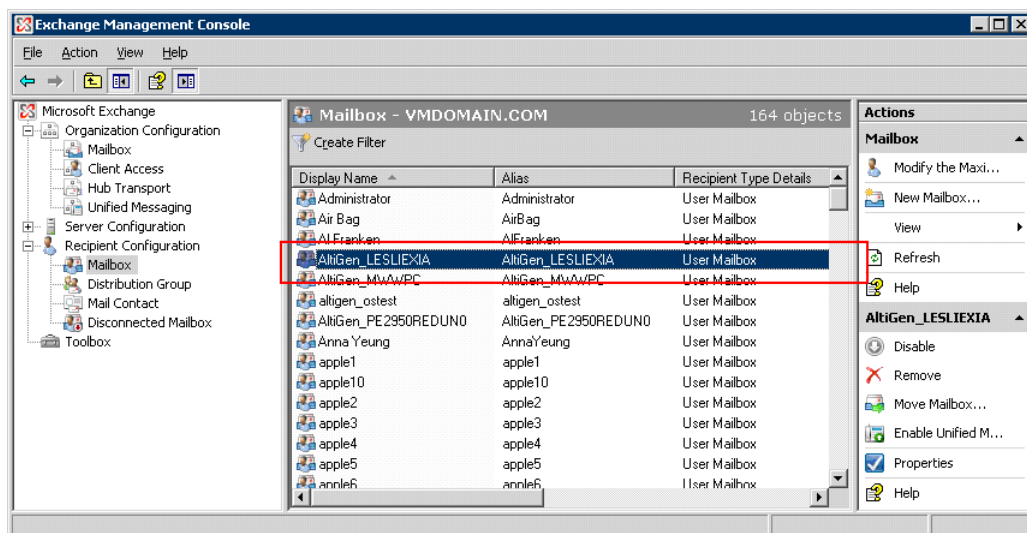 Exchange Management Console
File Action View Help
Microsoft Exchange
Organization Configuration
Mailbox
Client Access
Hub Transport
Unified Messaging
Server Configuration
Recipient Configuration
Mailbox
Distribution Group
Mail Contact
Disconnected Mailbox
Toolbox
Mailbox - VMDOMAIN.COM 164 objects
Create Filter
Display Name Alias Recipient Type Details
Administrator Administrator User Mailbox
Air Bag AirBag User Mailbox
Al Franken AlFranken User Mailbox
AltiGen_LESLIEXIA AltiGen_LESLIEXIA User Mailbox
AltiGen_MWWPC AltiGen_MWWPC User Mailbox
altigen_ostest altigen_ostest User Mailbox
AltiGen_PE2950REDUN0 AltiGen_PE2950REDUN0 User Mailbox
Anna Yeung AnnaYeung User Mailbox
apple1 apple1 User Mailbox
apple10 apple10 User Mailbox
apple2 apple2 User Mailbox
apple3 apple3 User Mailbox
apple4 apple4 User Mailbox
apple5 apple5 User Mailbox
apple6 apple6 User Mailbox
Actions
Mailbox
Modify the Maxi...
New Mailbox...
View
Refresh
Help
AltiGen_LESLIEXIA
Disable
Remove
Move Mailbox...
Enable Unified M...
Properties
Help